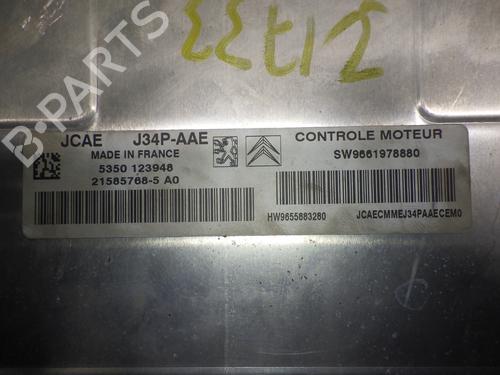 B-PARTS
JCAE J34P-AAE
MADE IN FRANCE
5350 123948
21585768-5 A0
CONTROLE MOTEUR
SW9661978880
HW9655883280
JCAECMMEJ34PAAECEM0